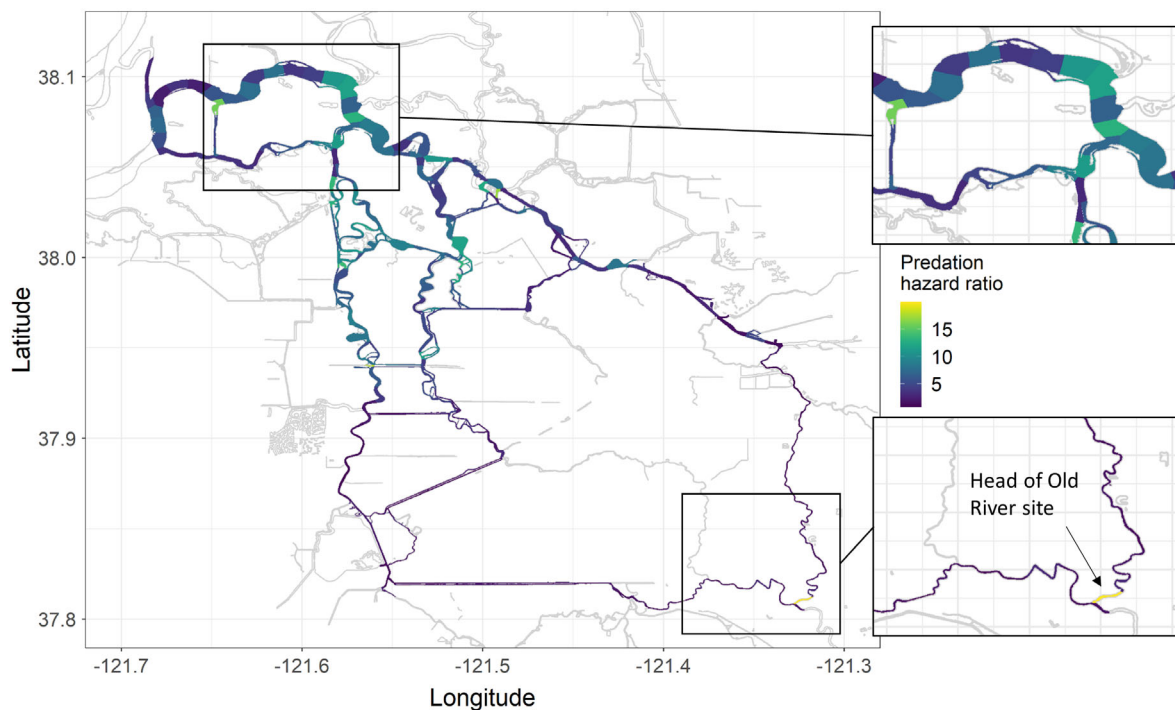 38.1
38.0
37.9
37.8
Latitude
-121.7
-121.6
-121.5
-121.4
-121.3
Longitude
Predation
hazard ratio
15
10
5
Head of Old
River site